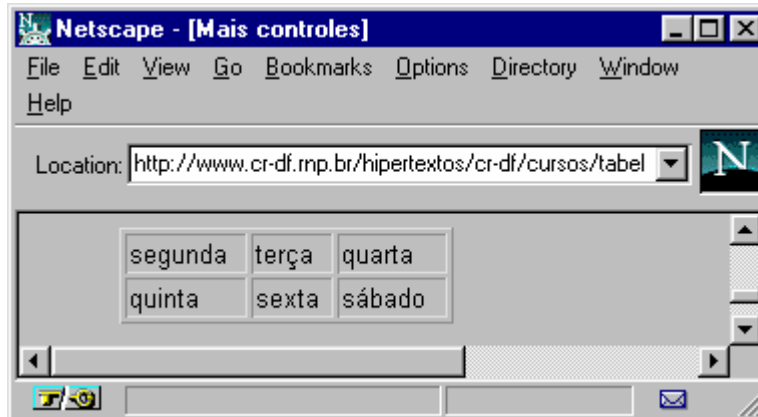 Netscape - [Mais controles]
File Edit View Go Bookmarks Options Directory Window
Help
Location: http://www.cr-df.rnp.br/hipertextos/cr-df/cursos/tabel
N
segunda terça quarta
quinta sexta sábado